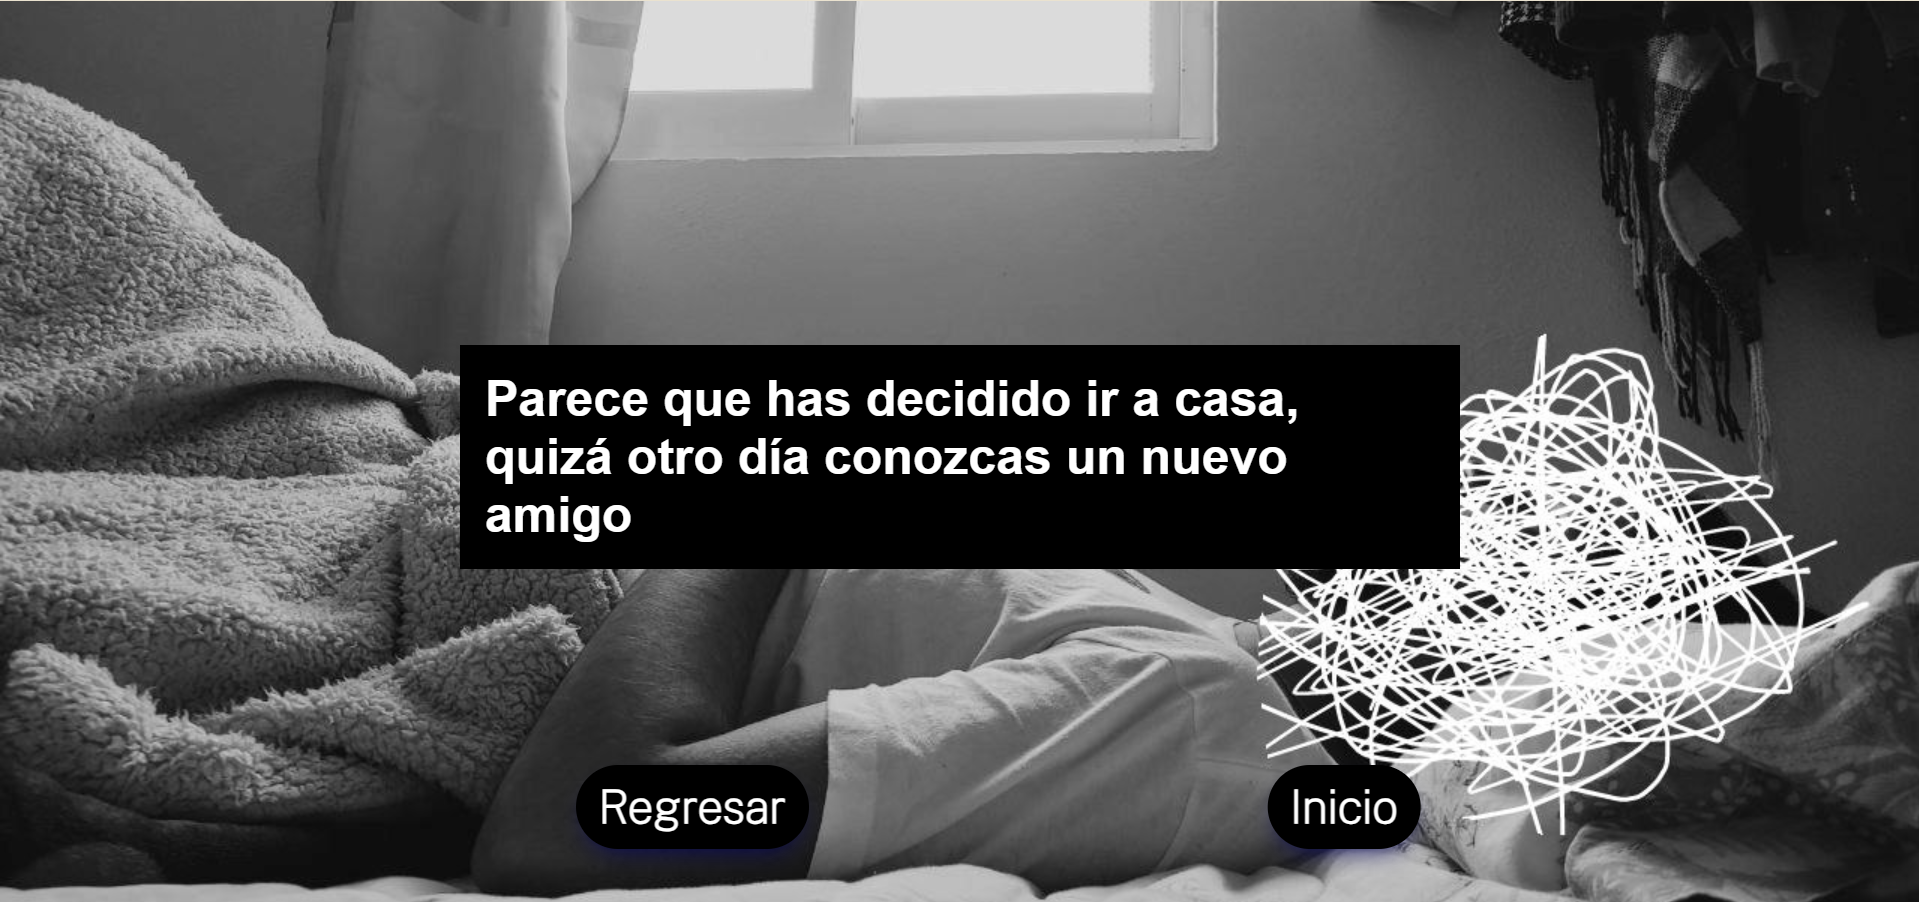 Parece que has decidido ir a casa,
quizá otro día conozcas un nuevo
amigo
Regresar
Inicio